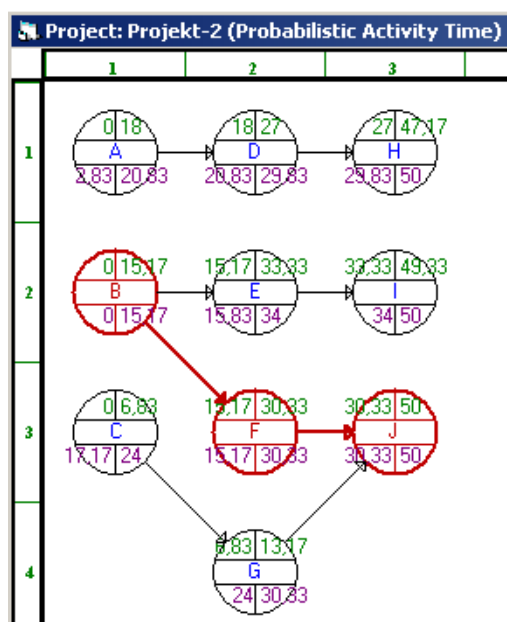 Project: Projekt-2 (Probabilistic Activity Time)
1 2 3
1
0 18 18 27 27 47,17
A D H
2,83 20,83 20,83 29,83 29,83 50
2
0 15,17 15,17 33,33 33,33 49,33
B E I
0 15,17 15,83 34 34 50
3
0 6,83 15,17 30,33 30,33 50
C F J
17,17 24 15,17 30,33 30,33 50
4
6,83 13,17
G
24 30,33